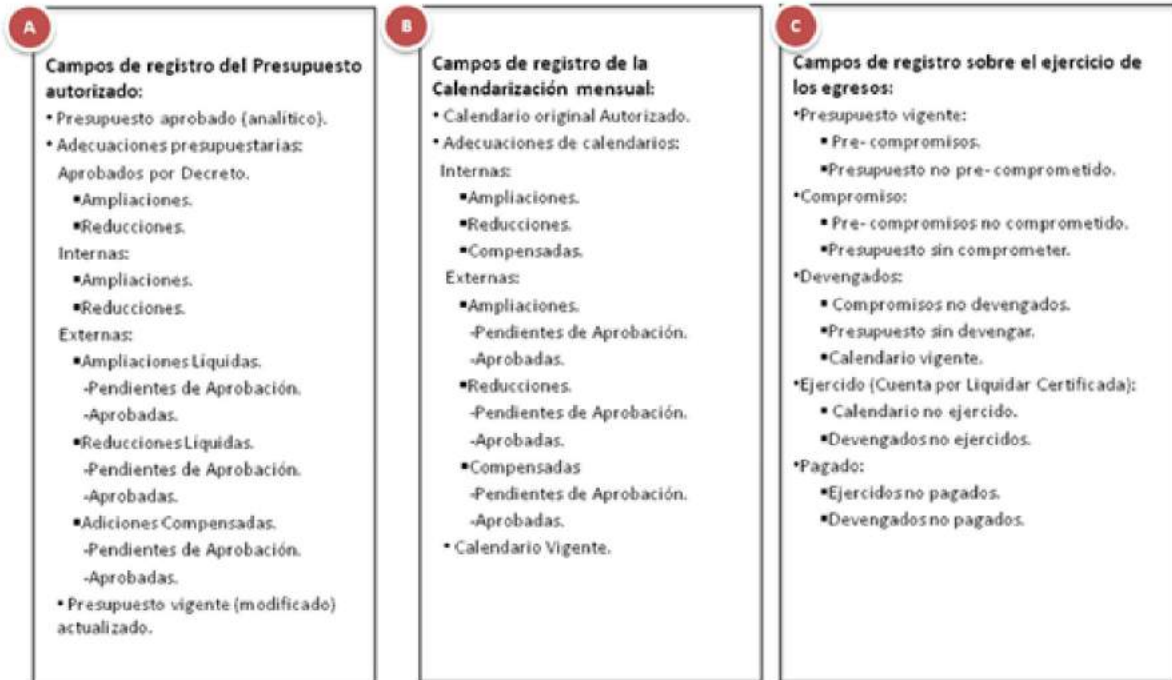 A
Campos de registro del Presupuesto
autorizado:
• Presupuesto aprobado (analítico).
• Adecuaciones presupuestarias:
Aprobados por Decreto.
▪Ampliaciones.
▪Reducciones.
Internas:
▪Ampliaciones.
▪Reducciones.
Externas:
▪Ampliaciones Líquidas.
-Pendientes de Aprobación.
-Aprobadas.
▪Reducciones Líquidas.
-Pendientes de Aprobación.
-Aprobadas.
▪Adiciones Compensadas.
-Pendientes de Aprobación.
-Aprobadas.
• Presupuesto vigente (modificado)
actualizado.
B
Campos de registro de la
Calendarización mensual:
• Calendario original Autorizado.
• Adecuaciones de calendarios:
Internas:
▪Ampliaciones.
▪Reducciones.
▪Compensadas.
Externas:
▪Ampliaciones.
-Pendientes de Aprobación.
-Aprobadas.
▪Reducciones.
-Pendientes de Aprobación.
-Aprobadas.
▪Compensadas
-Pendientes de Aprobación.
-Aprobadas.
• Calendario Vigente.
C
Campos de registro sobre el ejercicio de
los egresos:
•Presupuesto vigente:
▪ Pre- compromisos.
▪Presupuesto no pre- comprometido.
•Compromiso:
▪ Pre- compromisos no comprometido.
▪Presupuesto sin comprometer.
•Devengados:
▪ Compromisos no devengados.
▪Presupuesto sin devengar.
▪Calendario vigente.
•Ejercido (Cuenta por Liquidar Certificada):
▪ Calendario no ejercido.
▪Devengados no ejercidos.
•Pagado:
▪Ejercidos no pagados.
▪Devengados no pagados.